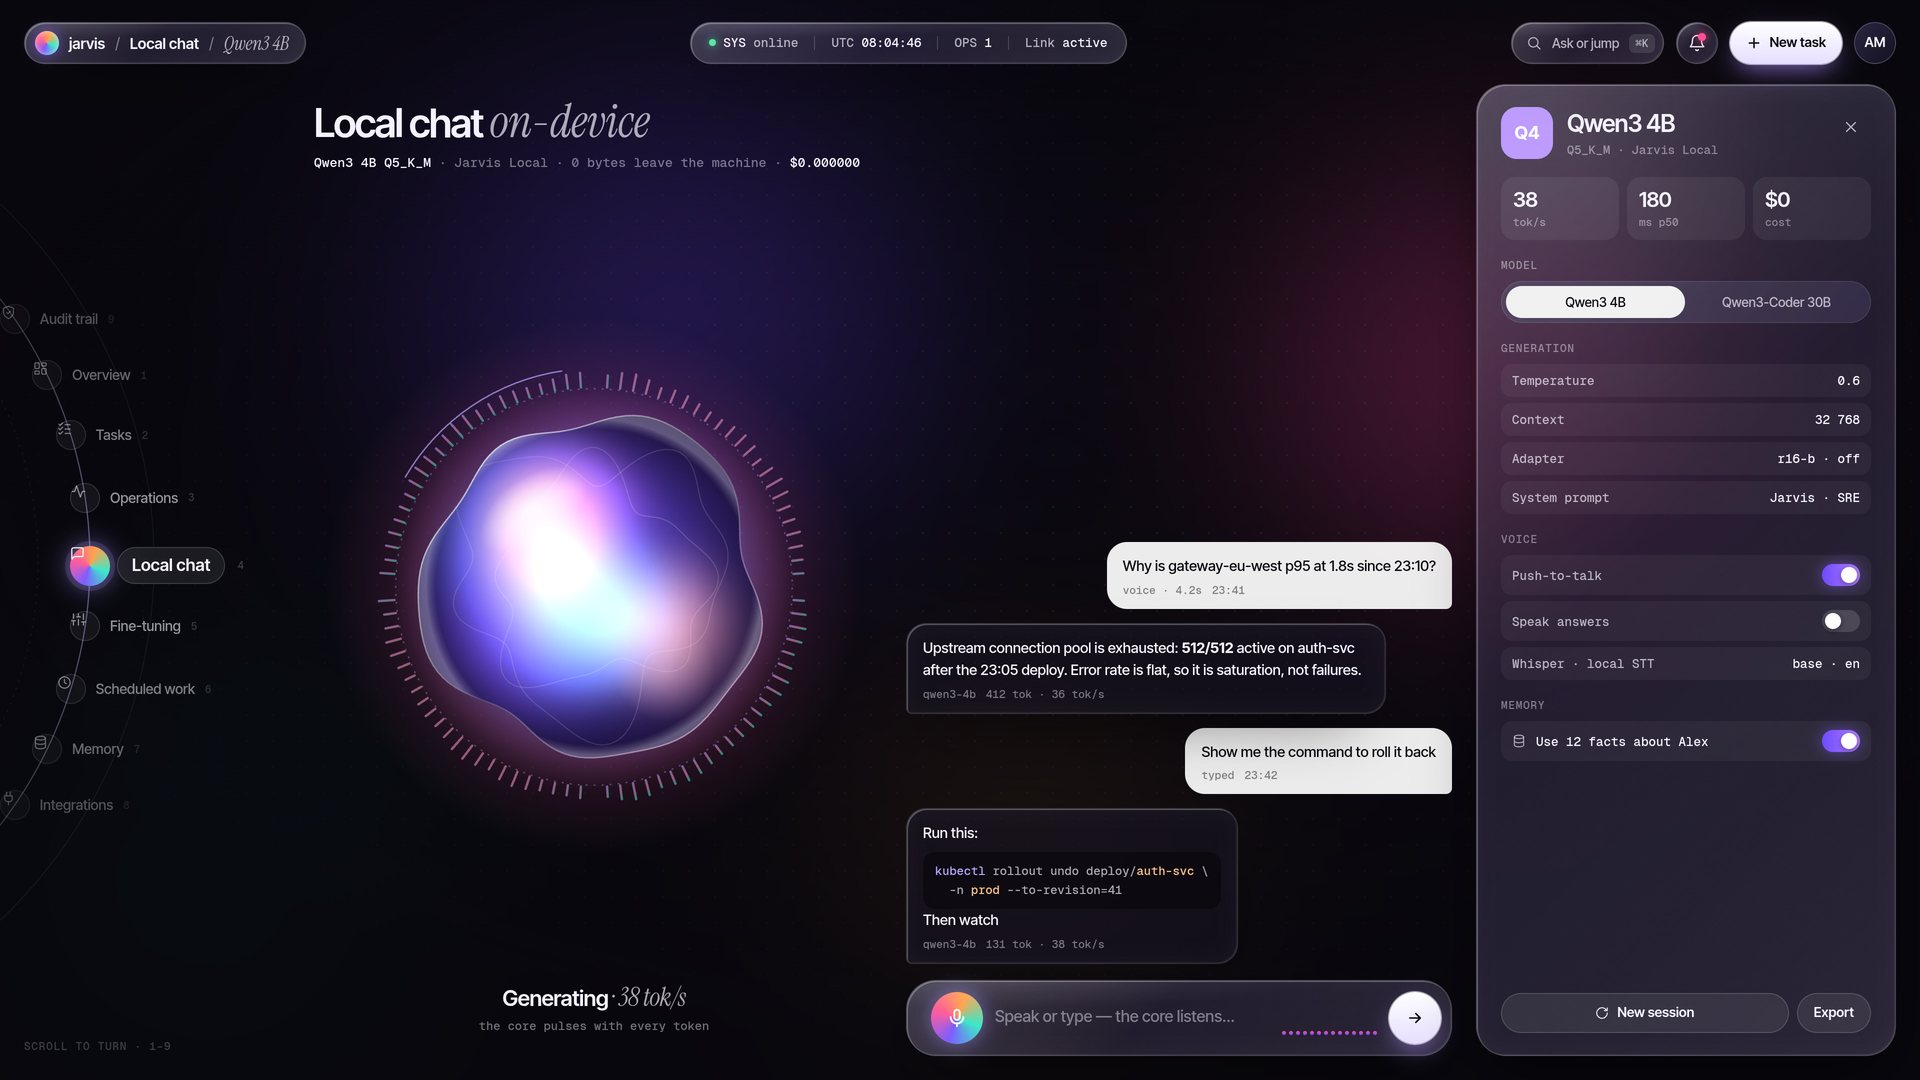 jarvis / Local chat / Qwen3 4B
SYS online UTC 08:04:46 OPS 1 Link active
Ask or jump ⌘K
New task
AM
Local chat on-device
Qwen3 4B Q5_K_M · Jarvis Local · 0 bytes leave the machine · $0.000000
Audit trail 9
Overview 1
Tasks 2
Operations 3
Local chat 4
Fine-tuning 5
Scheduled work 6
Memory 7
Integrations 8
SCROLL TO TURN · 1–9
Generating · 38 tok/s
the core pulses with every token
Why is gateway-eu-west p95 at 1.8s since 23:10?
voice · 4.2s 23:41
Upstream connection pool is exhausted: 512/512 active on auth-svc
after the 23:05 deploy. Error rate is flat, so it is saturation, not failures.
qwen3-4b 412 tok · 36 tok/s
Show me the command to roll it back
typed 23:42
Run this:
kubectl rollout undo deploy/auth-svc \
-n prod --to-revision=41
Then watch
qwen3-4b 131 tok · 38 tok/s
Speak or type — the core listens...
Q4
Qwen3 4B
Q5_K_M · Jarvis Local
38
tok/s
180
ms p50
$0
cost
MODEL
Qwen3 4B
Qwen3-Coder 30B
GENERATION
Temperature 0.6
Context 32 768
Adapter r16-b · off
System prompt Jarvis · SRE
VOICE
Push-to-talk
Speak answers
Whisper · local STT base · en
MEMORY
Use 12 facts about Alex
New session
Export